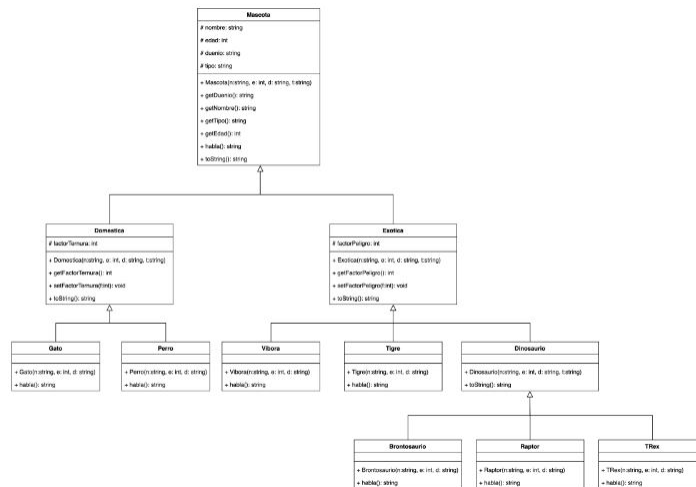 Mascota
# nombre: string
# edad: int
# duenio: string
# tipo: string
+ Mascota(n:string, e: int, d: string, t:string)
+ getDuenio(): string
+ getNombre(): string
+ getTipo(): string
+ getEdad(): int
+ habla(): string
+ toString(): string
Domestica
# factorTernura: int
+ Domestica(n:string, e: int, d: string, t:string)
+ getFactorTernura(): int
+ setFactorTernura(f:int): void
+ toString(): string
Exotica
# factorPeligro: int
+ Exotica(n:string, e: int, d: string, t:string)
+ getFactorPeligro(): int
+ setFactorPeligro(f:int): void
+ toString(): string
Gato
+ Gato(n:string, e: int, d: string)
+ habla(): string
Perro
+ Perro(n:string, e: int, d: string)
+ habla(): string
Vibora
+ Vibora(n:string, e: int, d: string)
+ habla(): string
Tigre
+ Tigre(n:string, e: int, d: string)
+ habla(): string
Dinosaurio
+ Dinosaurio(n:string, e: int, d: string, t:string)
+ toString(): string
Brontosaurio
+ Brontosaurio(n:string, e: int, d: string)
+ habla(): string
Raptor
+ Raptor(n:string, e: int, d: string)
+ habla(): string
TRex
+ TRex(n:string, e: int, d: string)
+ habla(): string